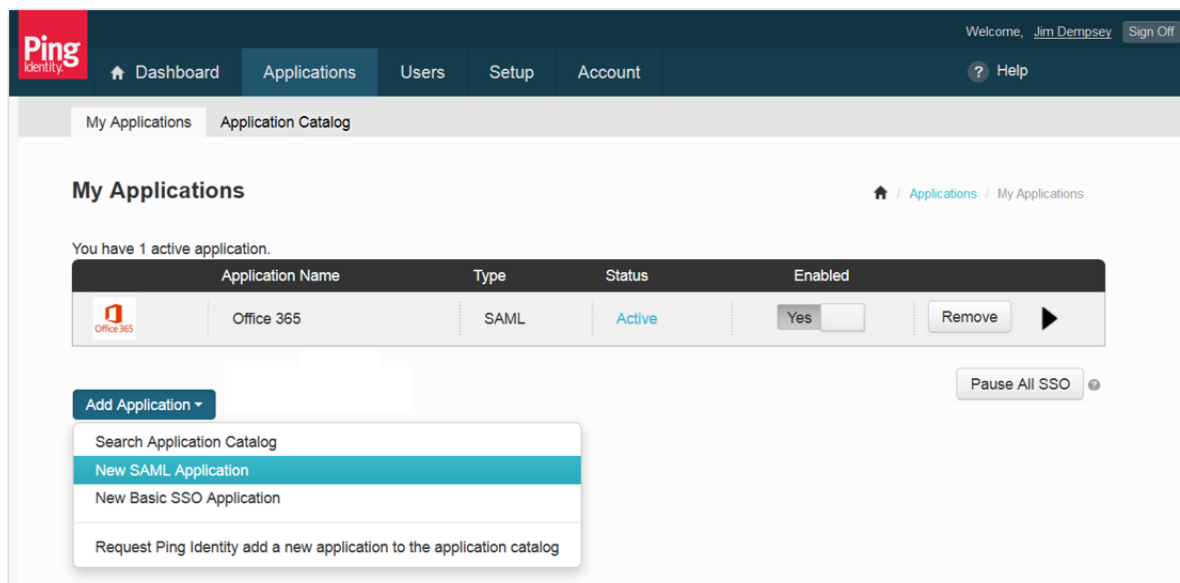 Welcome, Jim Dempsey Sign Off
Ping
Identity.
Dashboard Applications Users Setup Account Help
My Applications Application Catalog
My Applications
/ Applications / My Applications
You have 1 active application.
Application Name Type Status Enabled
Office 365 Office 365 SAML Active Yes Remove
Pause All SSO
Add Application
Search Application Catalog
New SAML Application
New Basic SSO Application
Request Ping Identity add a new application to the application catalog